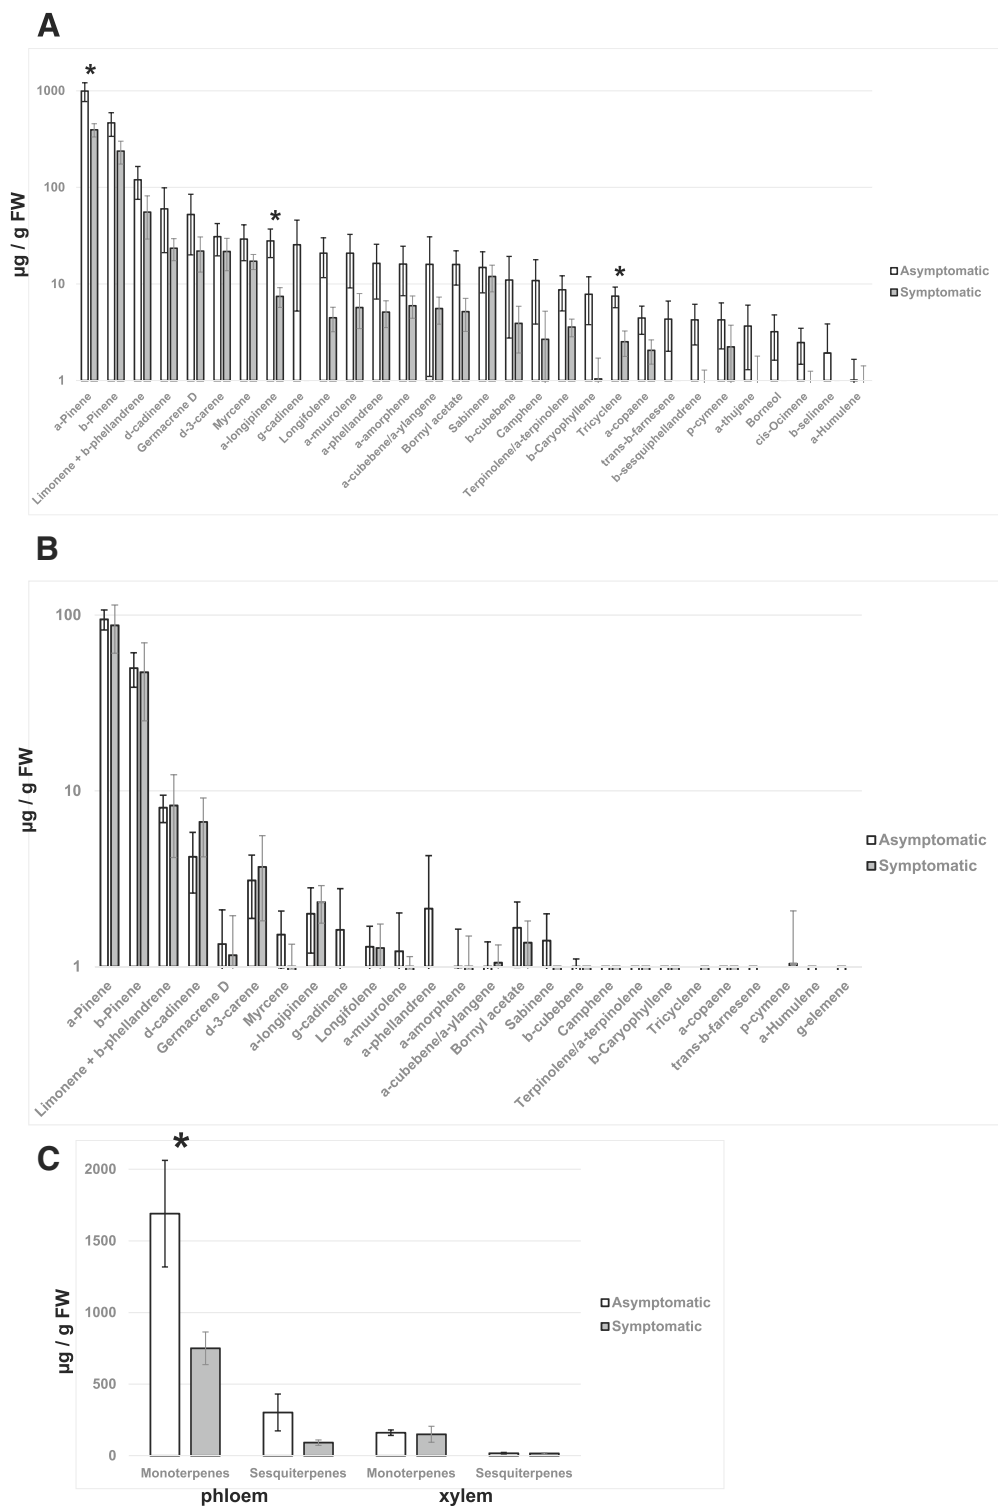 A
*
1000
100
10
1
*
*
µg / g FW
Asymptomatic
Symptomatic
a-Pinene
b-Pinene
Limonene + b-phellandrene
d-cadinene
Germacrene D
d-3-carene
Myrcene
a-longipinene
g-cadinene
Longifolene
a-muurolene
a-phellandrene
a-amorphene
a-cubebene/a-ylangene
Bornyl acetate
Sabinene
b-cubebene
Camphene
Terpinolene/a-terpinolene
b-Caryophyllene
Tricyclene
a-copaene
trans-b-farnesene
b-sesquiphellandrene
p-cymene
a-thujene
Borneol
cis-Ocimene
b-selinene
a-Humulene
B
100
10
1
µg / g FW
Asymptomatic
Symptomatic
a-Pinene
b-Pinene
Limonene + b-phellandrene
d-cadinene
Germacrene D
d-3-carene
Myrcene
a-longipinene
g-cadinene
Longifolene
a-muurolene
a-phellandrene
a-amorphene
a-cubebene/a-ylangene
Bornyl acetate
Sabinene
b-cubebene
Camphene
Terpinolene/a-terpinolene
b-Caryophyllene
Tricyclene
a-copaene
trans-b-farnesene
p-cymene
a-Humulene
g-elemene
C
*
2000
1500
1000
500
0
µg / g FW
Asymptomatic
Symptomatic
Monoterpenes Sesquiterpenes Monoterpenes Sesquiterpenes
phloem xylem